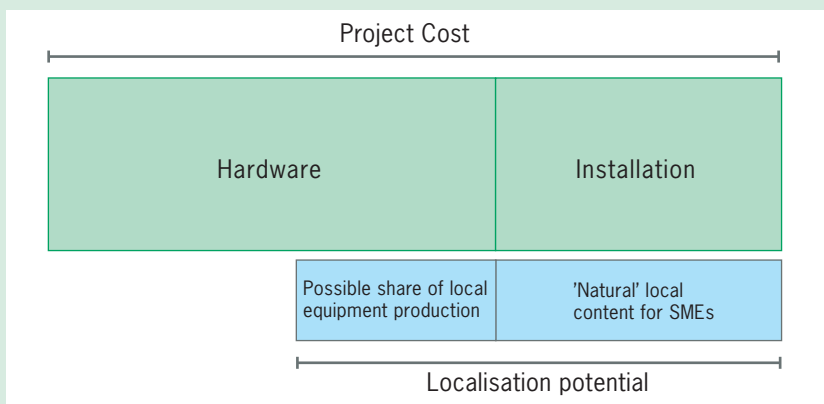 Project Cost
Hardware
Installation
Possible share of local
equipment production
'Natural' local
content for SMEs
Localisation potential